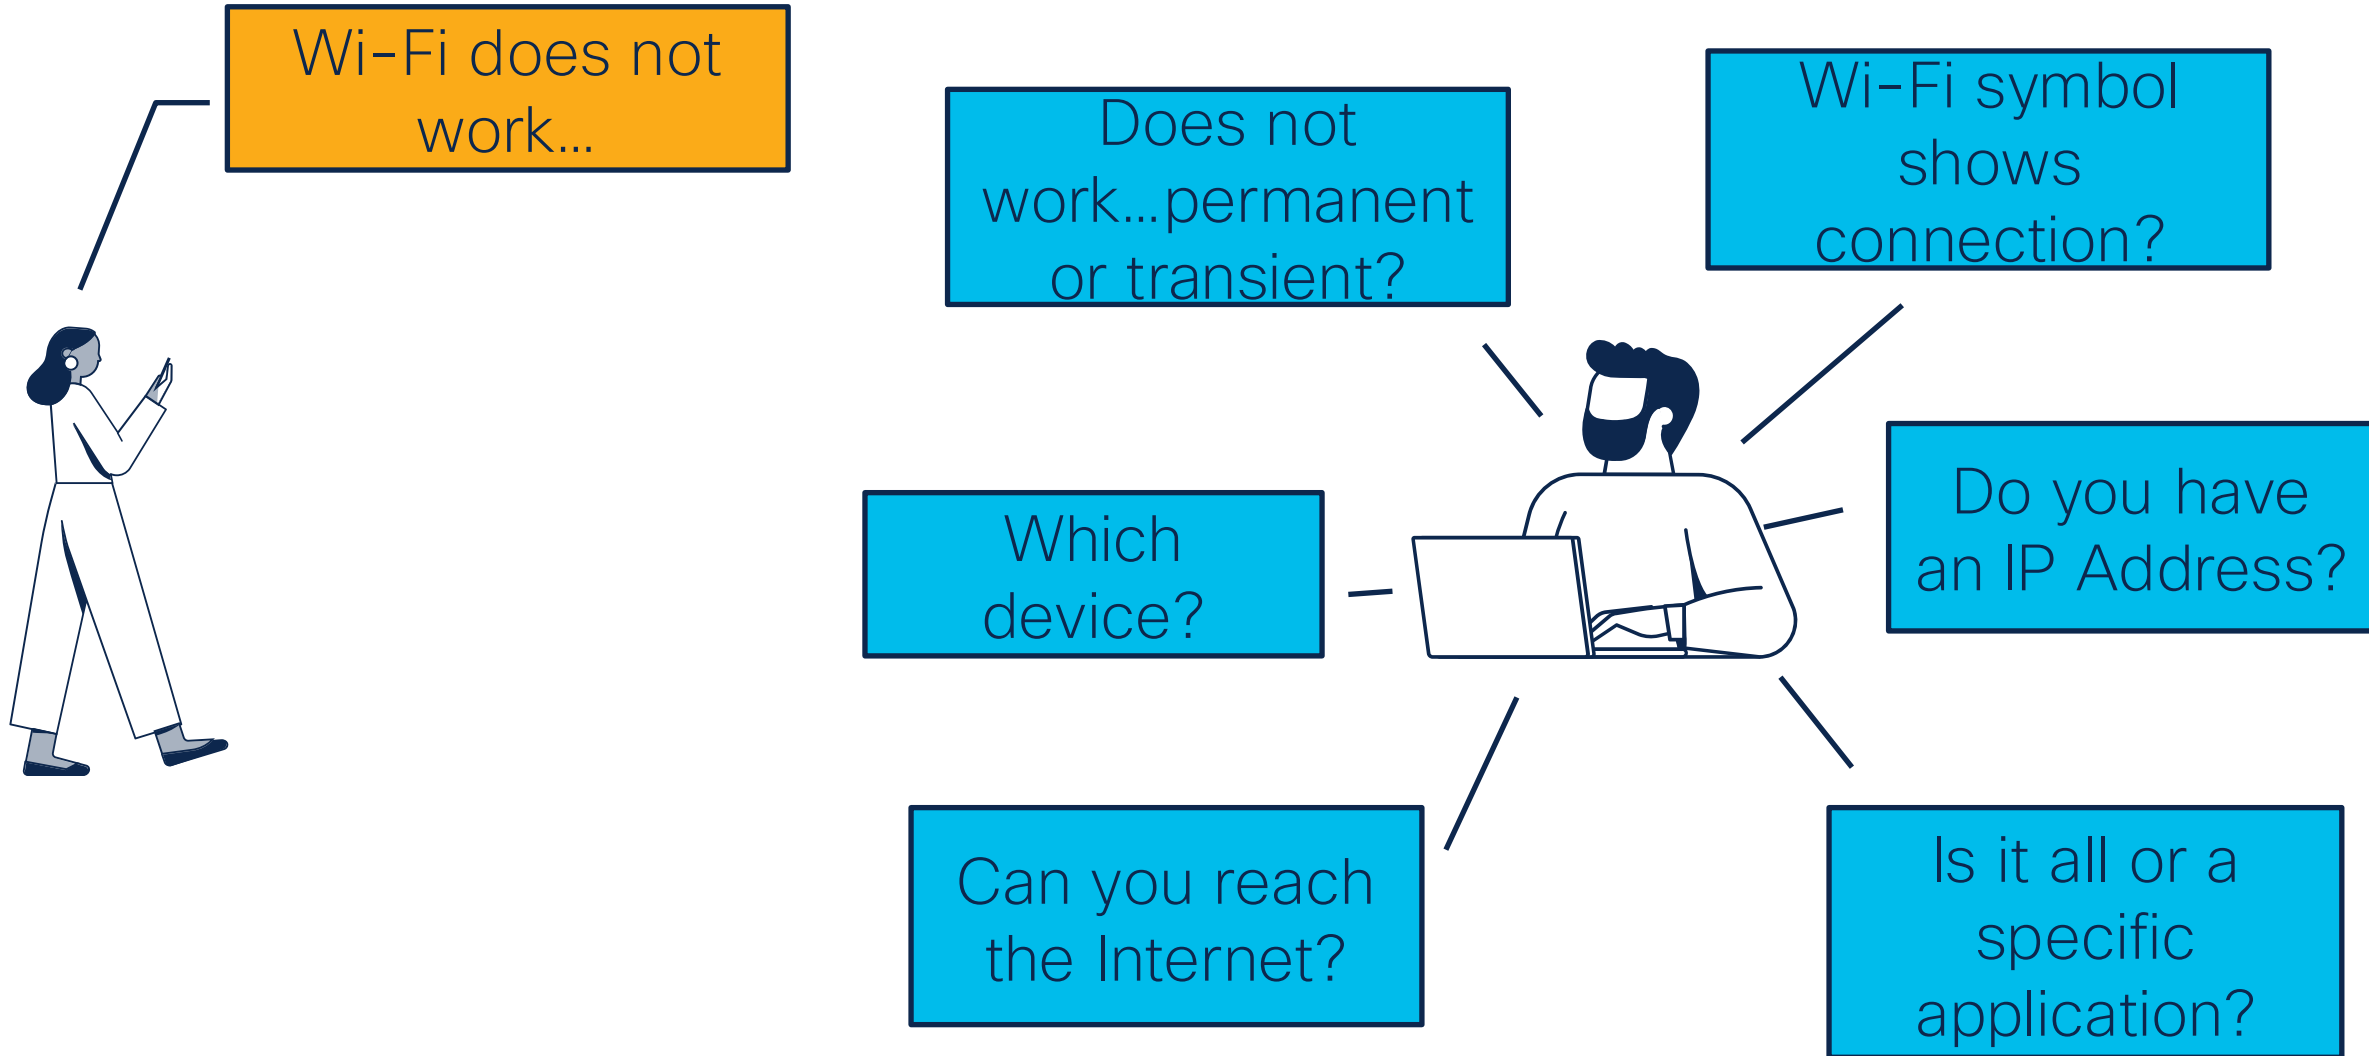 Wi-Fi does not
work...
Does not
work...permanent
or transient?
Wi-Fi symbol
shows
connection?
Which
device?
Do you have
an IP Address?
Can you reach
the Internet?
Is it all or a
specific
application?